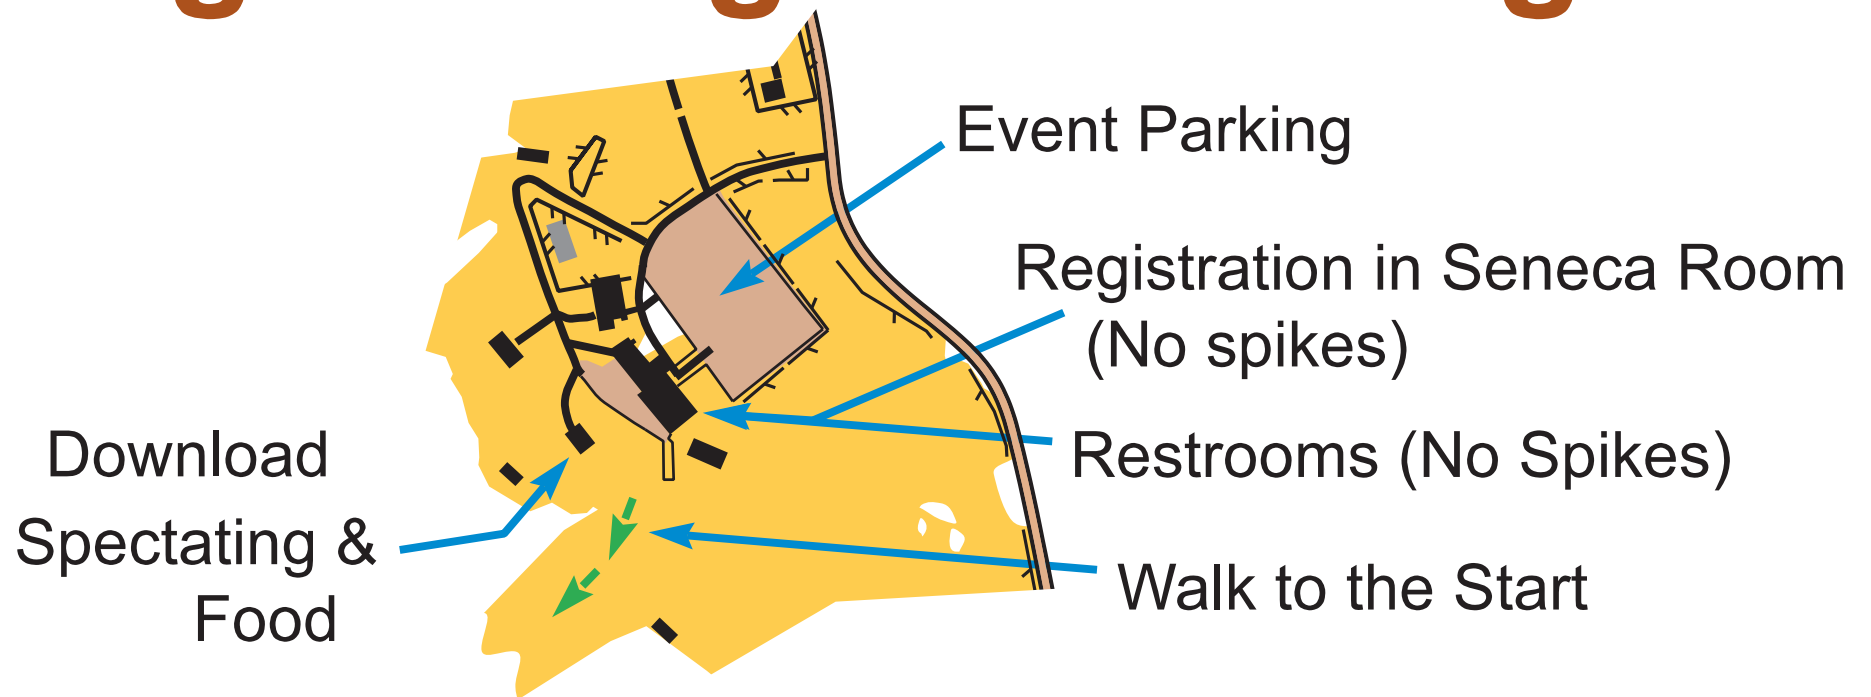 Event Parking
Registration in Seneca Room
(No spikes)
Download
Restrooms (No Spikes)
Spectating &
Walk to the Start
Food